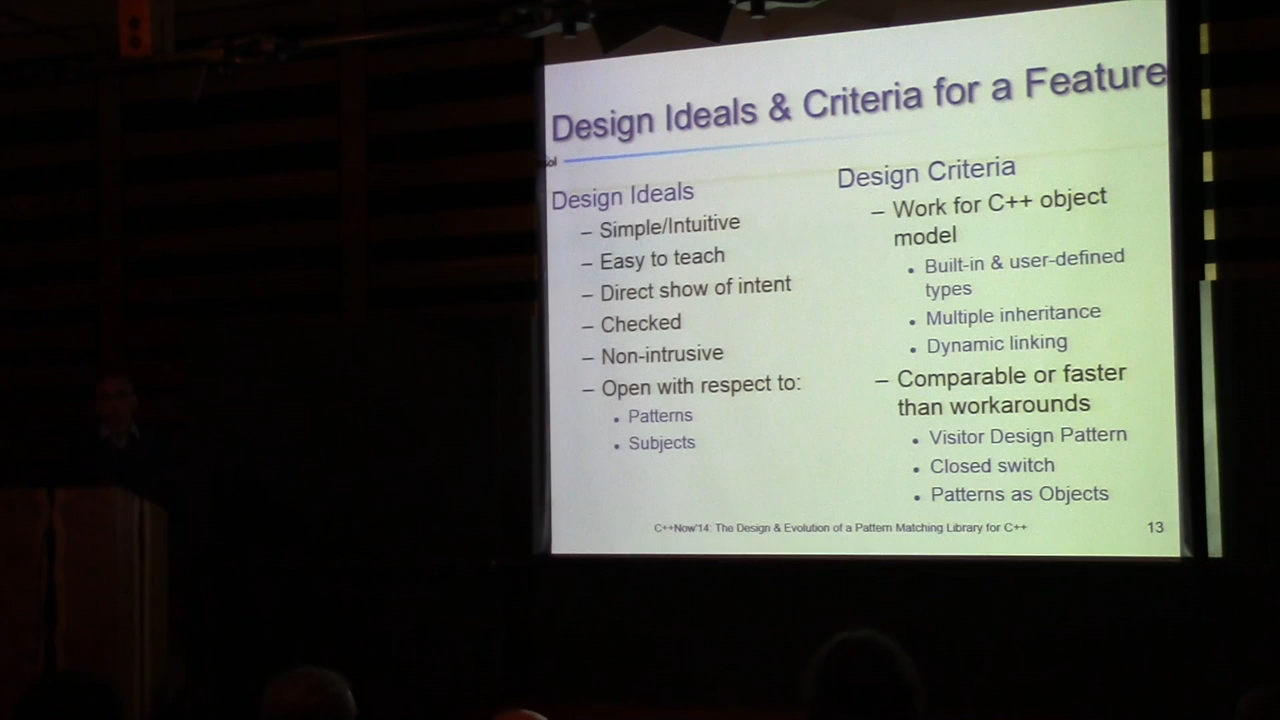 Design Ideals & Criteria for a Feature
Design Ideals
– Simple/Intuitive
– Easy to teach
– Direct show of intent
– Checked
– Non-intrusive
– Open with respect to:
• Patterns
• Subjects
Design Criteria
– Work for C++ object
model
• Built-in & user-defined
types
• Multiple inheritance
• Dynamic linking
– Comparable or faster
than workarounds
• Visitor Design Pattern
• Closed switch
• Patterns as Objects
C++Now'14: The Design & Evolution of a Pattern Matching Library for C++
13